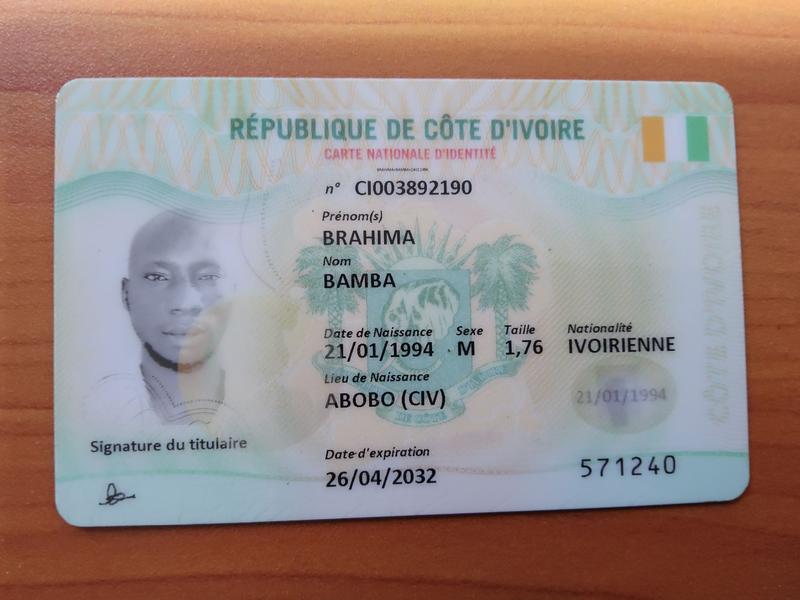 RÉPUBLIQUE DE CÔTE D'IVOIRE
CARTE NATIONALE D'IDENTITÉ
n° CI003892190
Prénom(s)
BRAHIMA
Nom
BAMBA
Date de Naissance Sexe Taille Nationalité
21/01/1994 M 1,76 IVOIRIENNE
Lieu de Naissance
ABOBO (CIV)
21/01/1994
Signature du titulaire
Date d'expiration
26/04/2032
571240
CÔTE D'IVOIRE